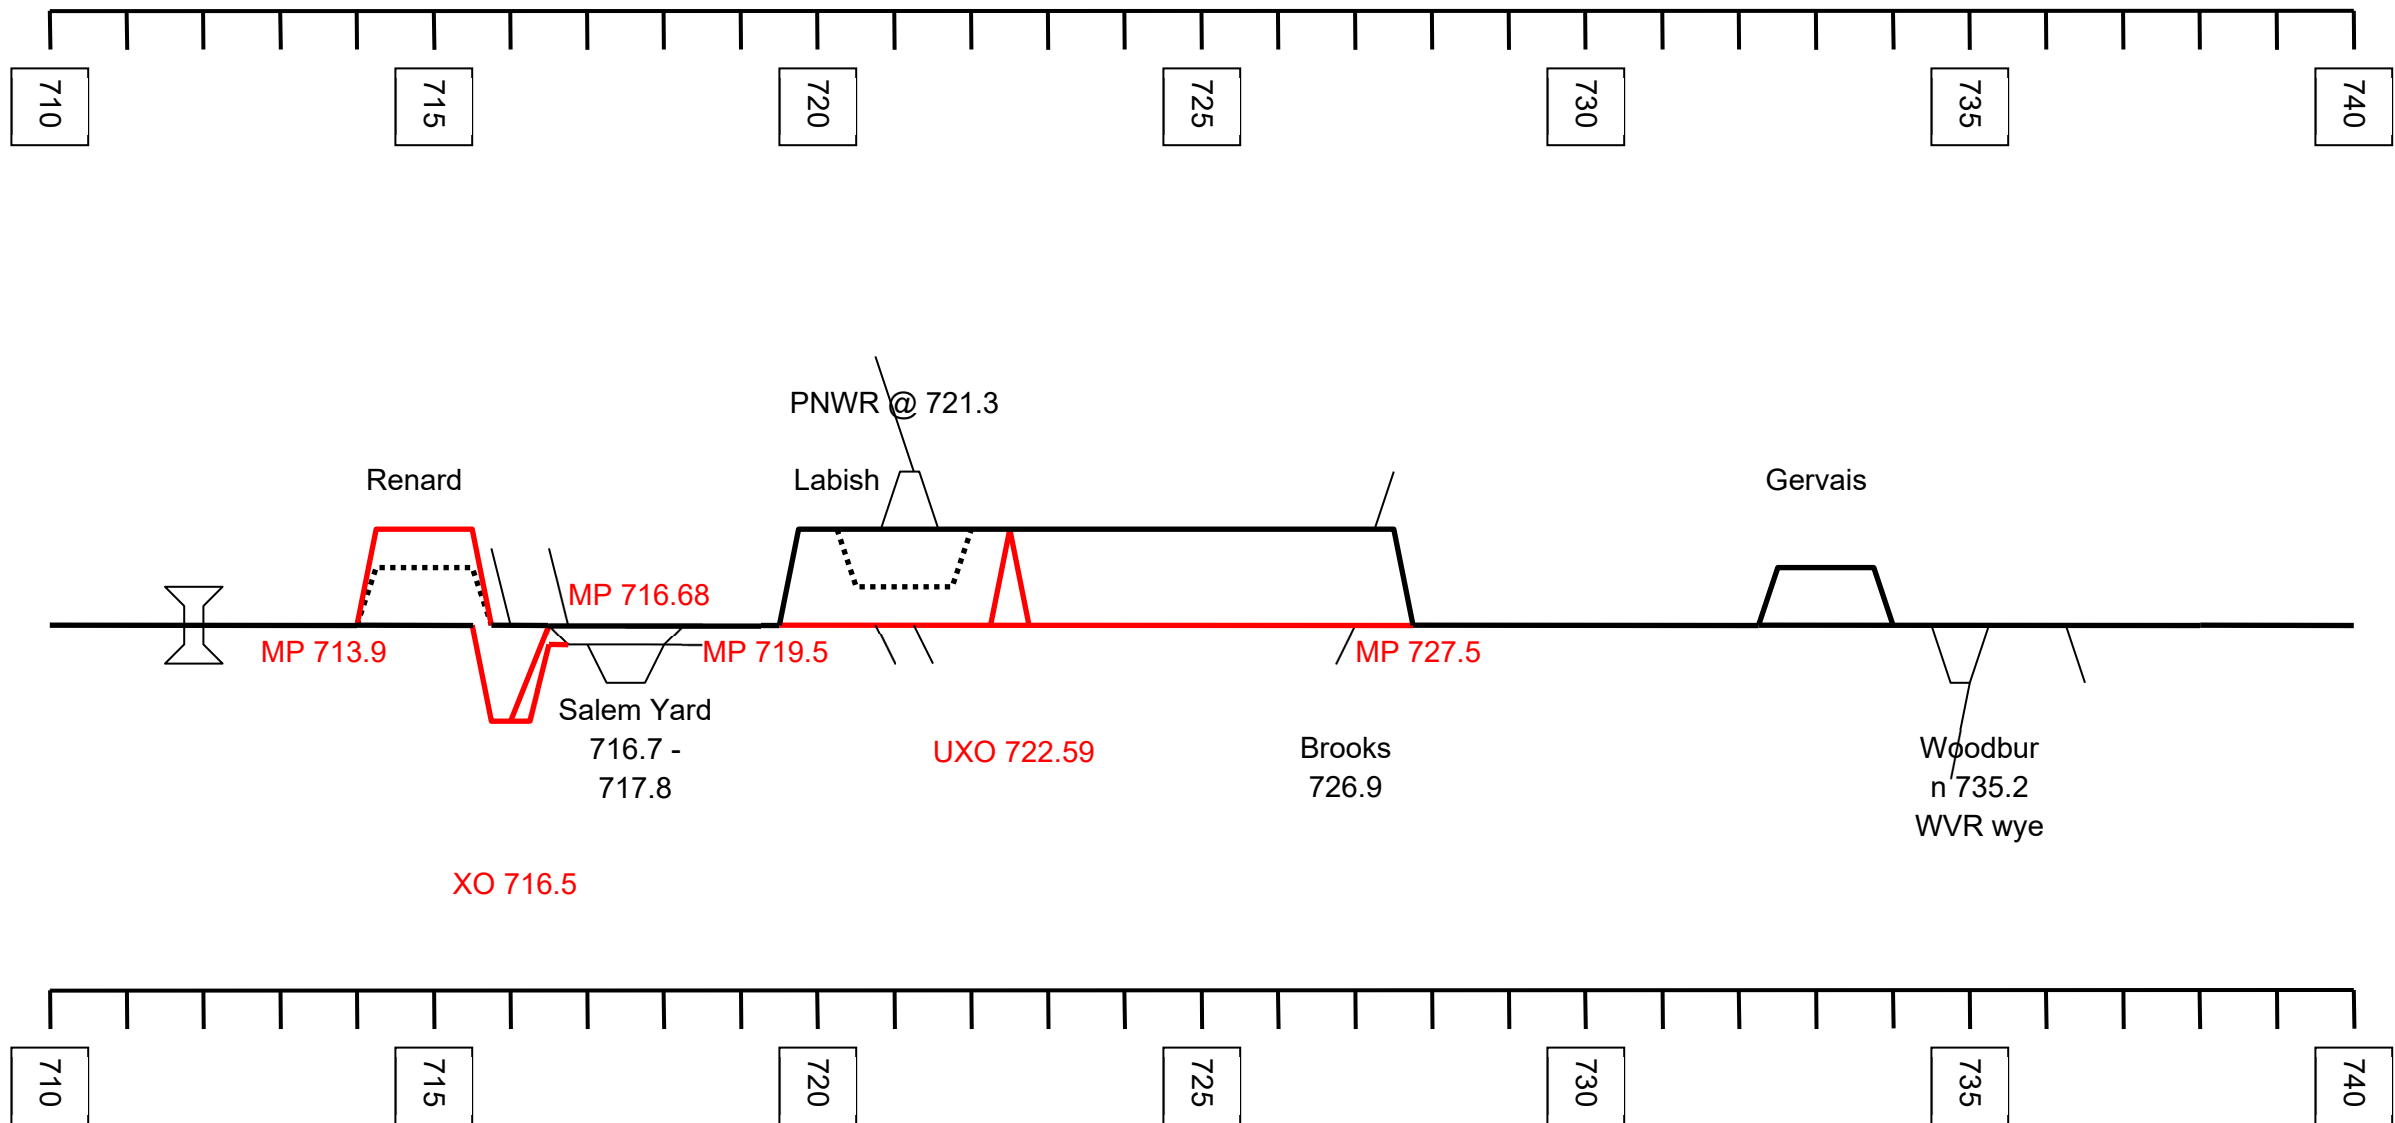 710
715
720
725
730
735
740
PNWR @ 721.3
Renard
Labish
Gervais
MP 716.68
MP 713.9
MP 719.5
MP 727.5
Salem Yard
716.7 -
717.8
UXO 722.59
Brooks
726.9
Woodbur
n 735.2
WVR wye
XO 716.5
710
715
720
725
730
735
740